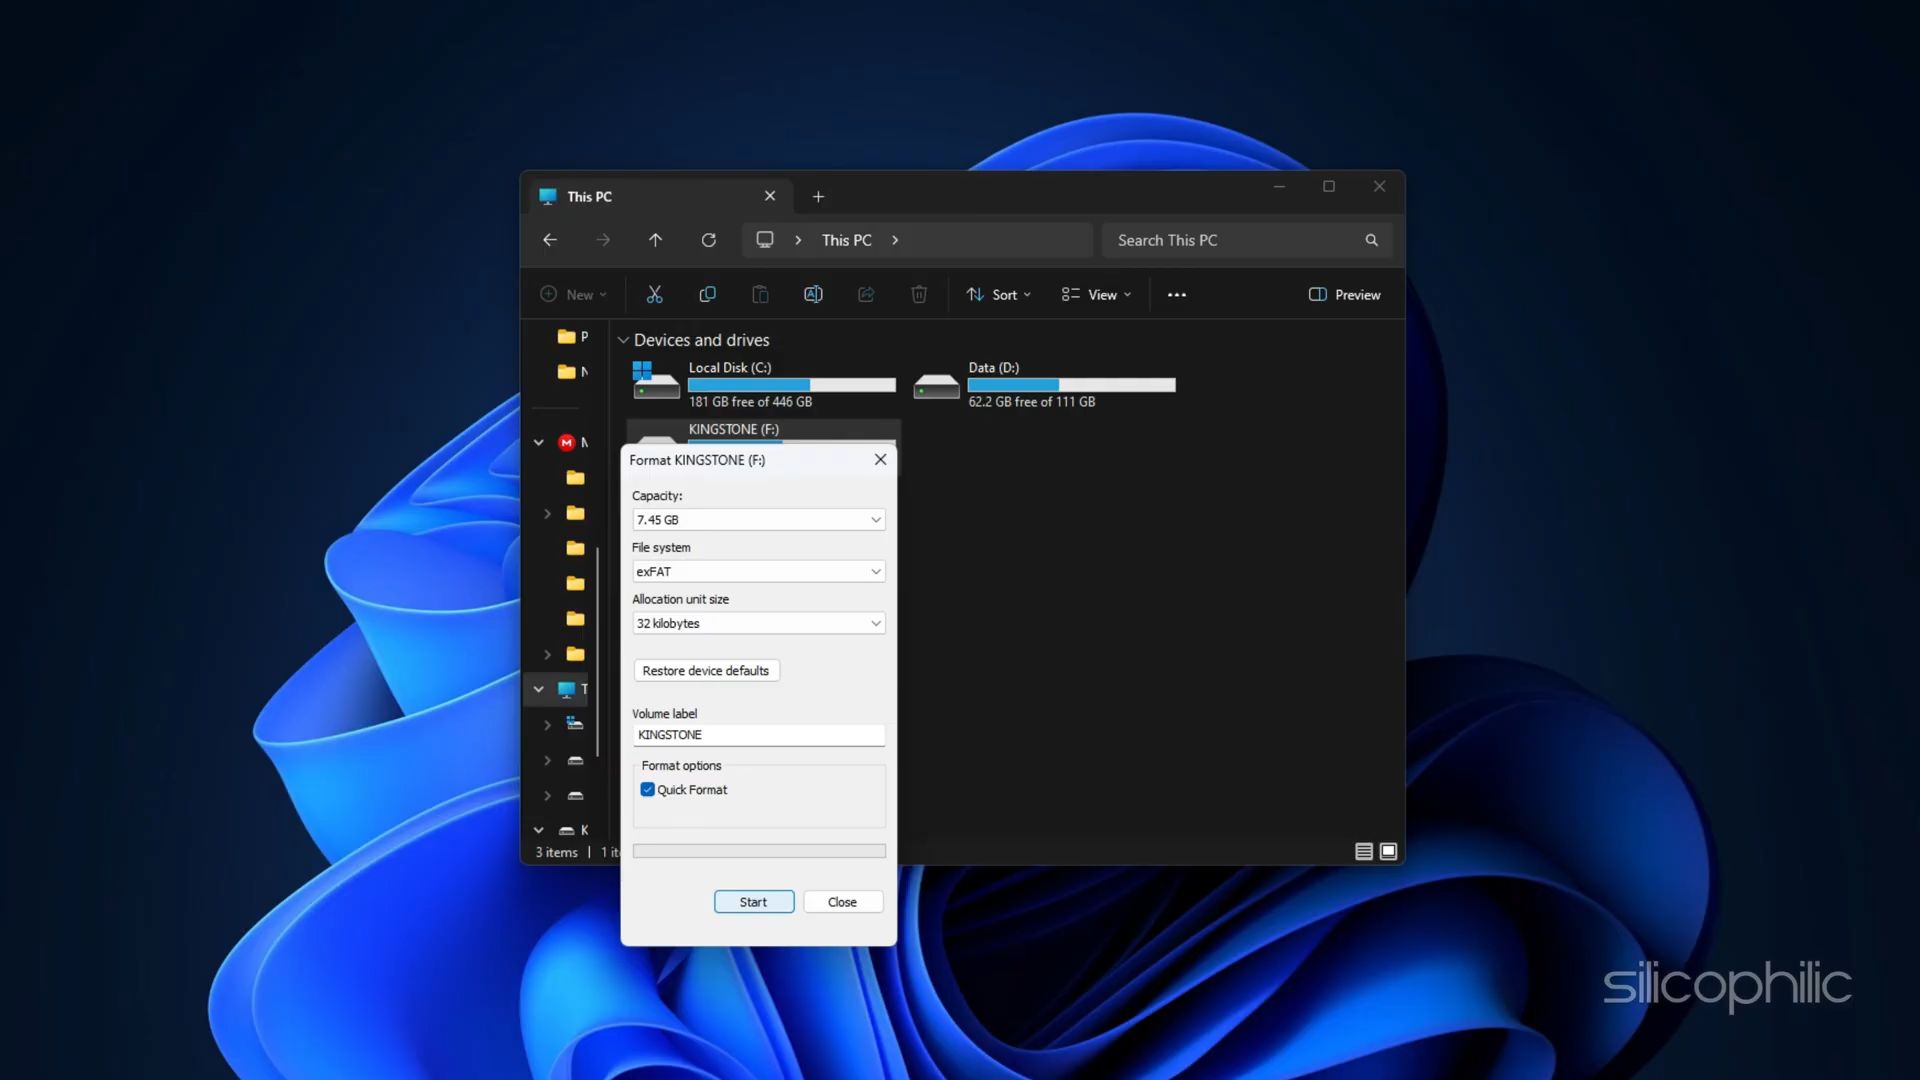 This PC
This PC
Search This PC
New
Sort
View
Preview
P
N
Devices and drives
Local Disk (C:)
181 GB free of 446 GB
Data (D:)
62.2 GB free of 111 GB
KINGSTONE (F:)
M
Format KINGSTONE (F:)
Capacity:
7.45 GB
File system
exFAT
Allocation unit size
32 kilobytes
Restore device defaults
T
Volume label
KINGSTONE
Format options
Quick Format
K
3 items
Start
Close
silicophilic